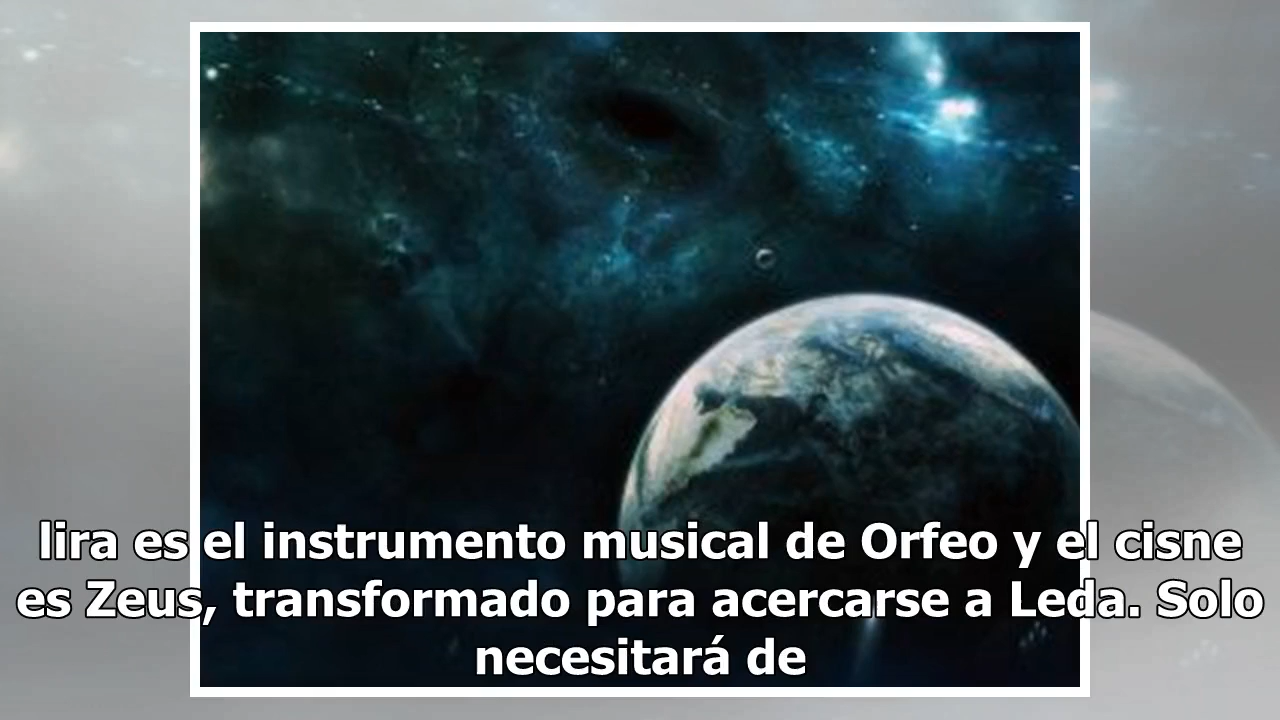 lira es el instrumento musical de Orfeo y el cisne
es Zeus, transformado para acercarse a Leda. Solo
necesitará de